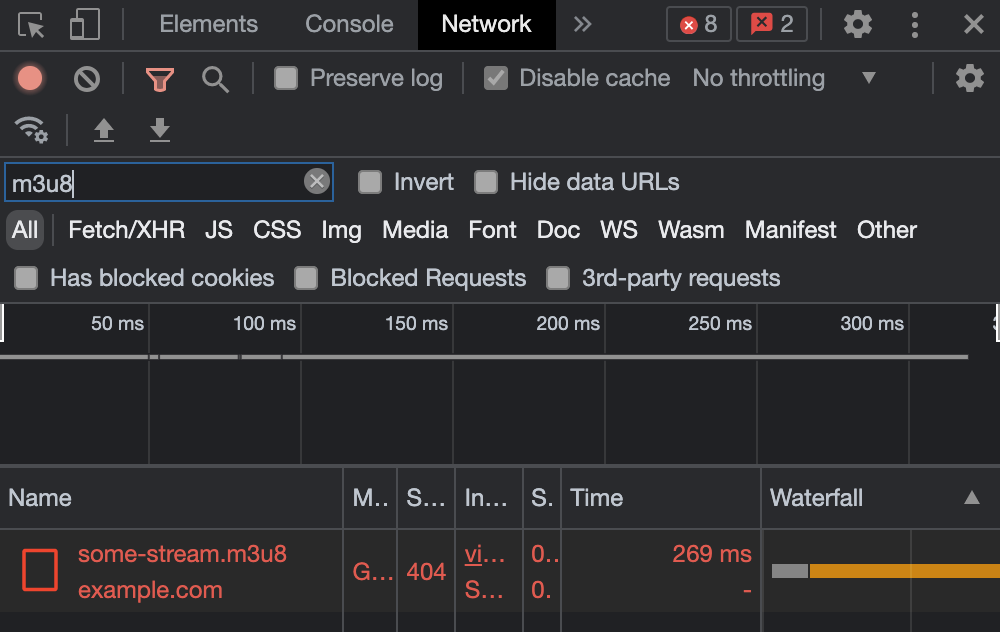 Elements Console Network 8 2
Preserve log Disable cache No throttling
m3u8 Invert Hide data URLs
All Fetch/XHR JS CSS Img Media Font Doc WS Wasm Manifest Other
Has blocked cookies Blocked Requests 3rd-party requests
50 ms 100 ms 150 ms 200 ms 250 ms 300 ms
Name M.. S... In... S. Time Waterfall
some-stream.m3u8 vi... 0.. 269 ms
G... 404
example.com S... 0. -